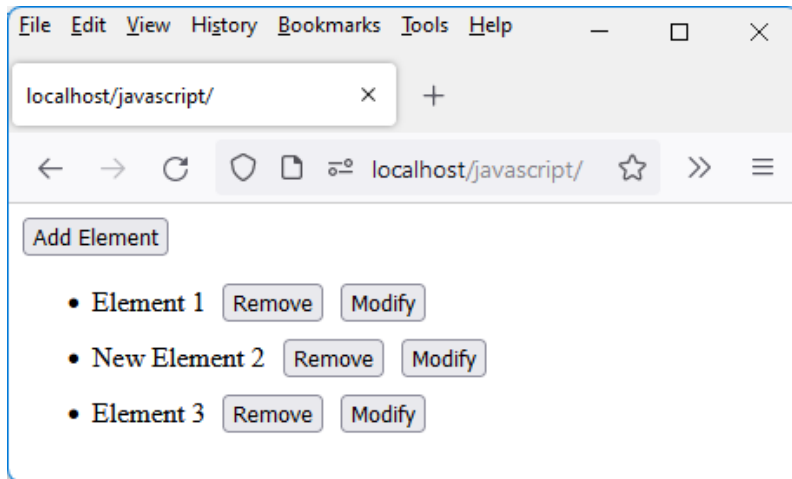 File Edit View History Bookmarks Tools Help
localhost/javascript/
localhost/javascript/
Add Element
Element 1 Remove Modify
New Element 2 Remove Modify
Element 3 Remove Modify